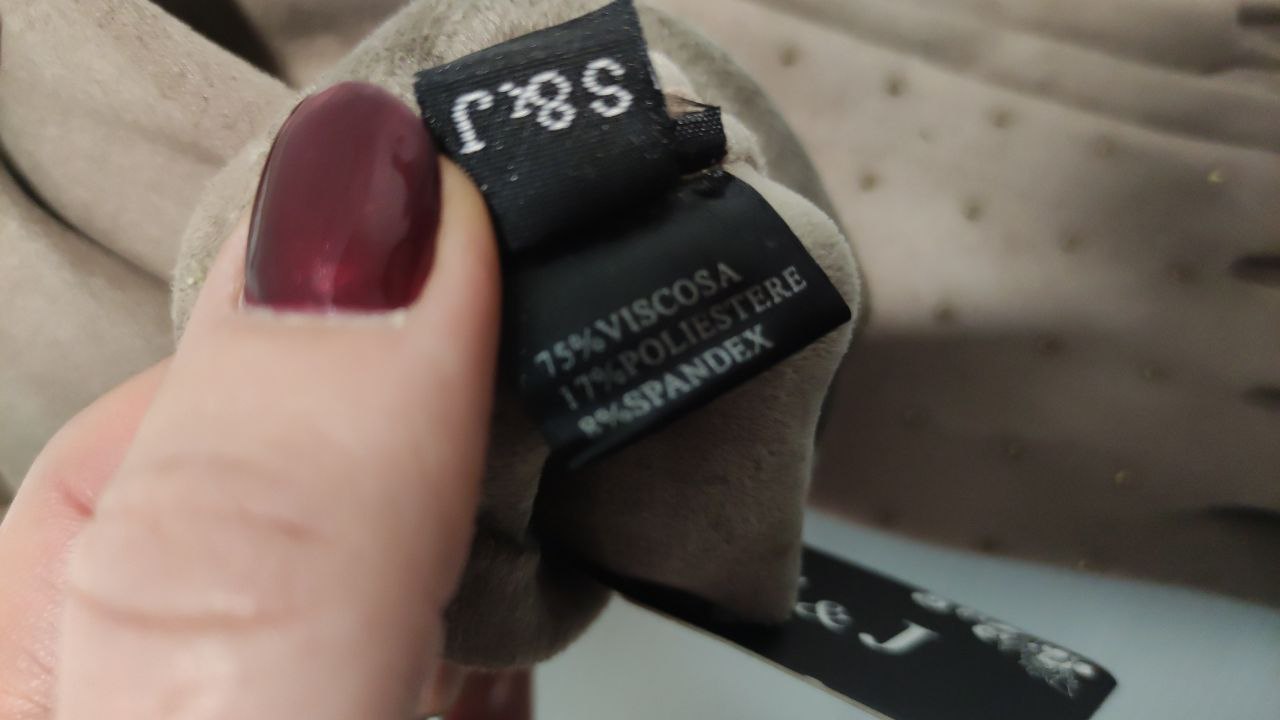 S&J
75%VISCOSA
17%POLIESTERE
8%SPANDEX
& J